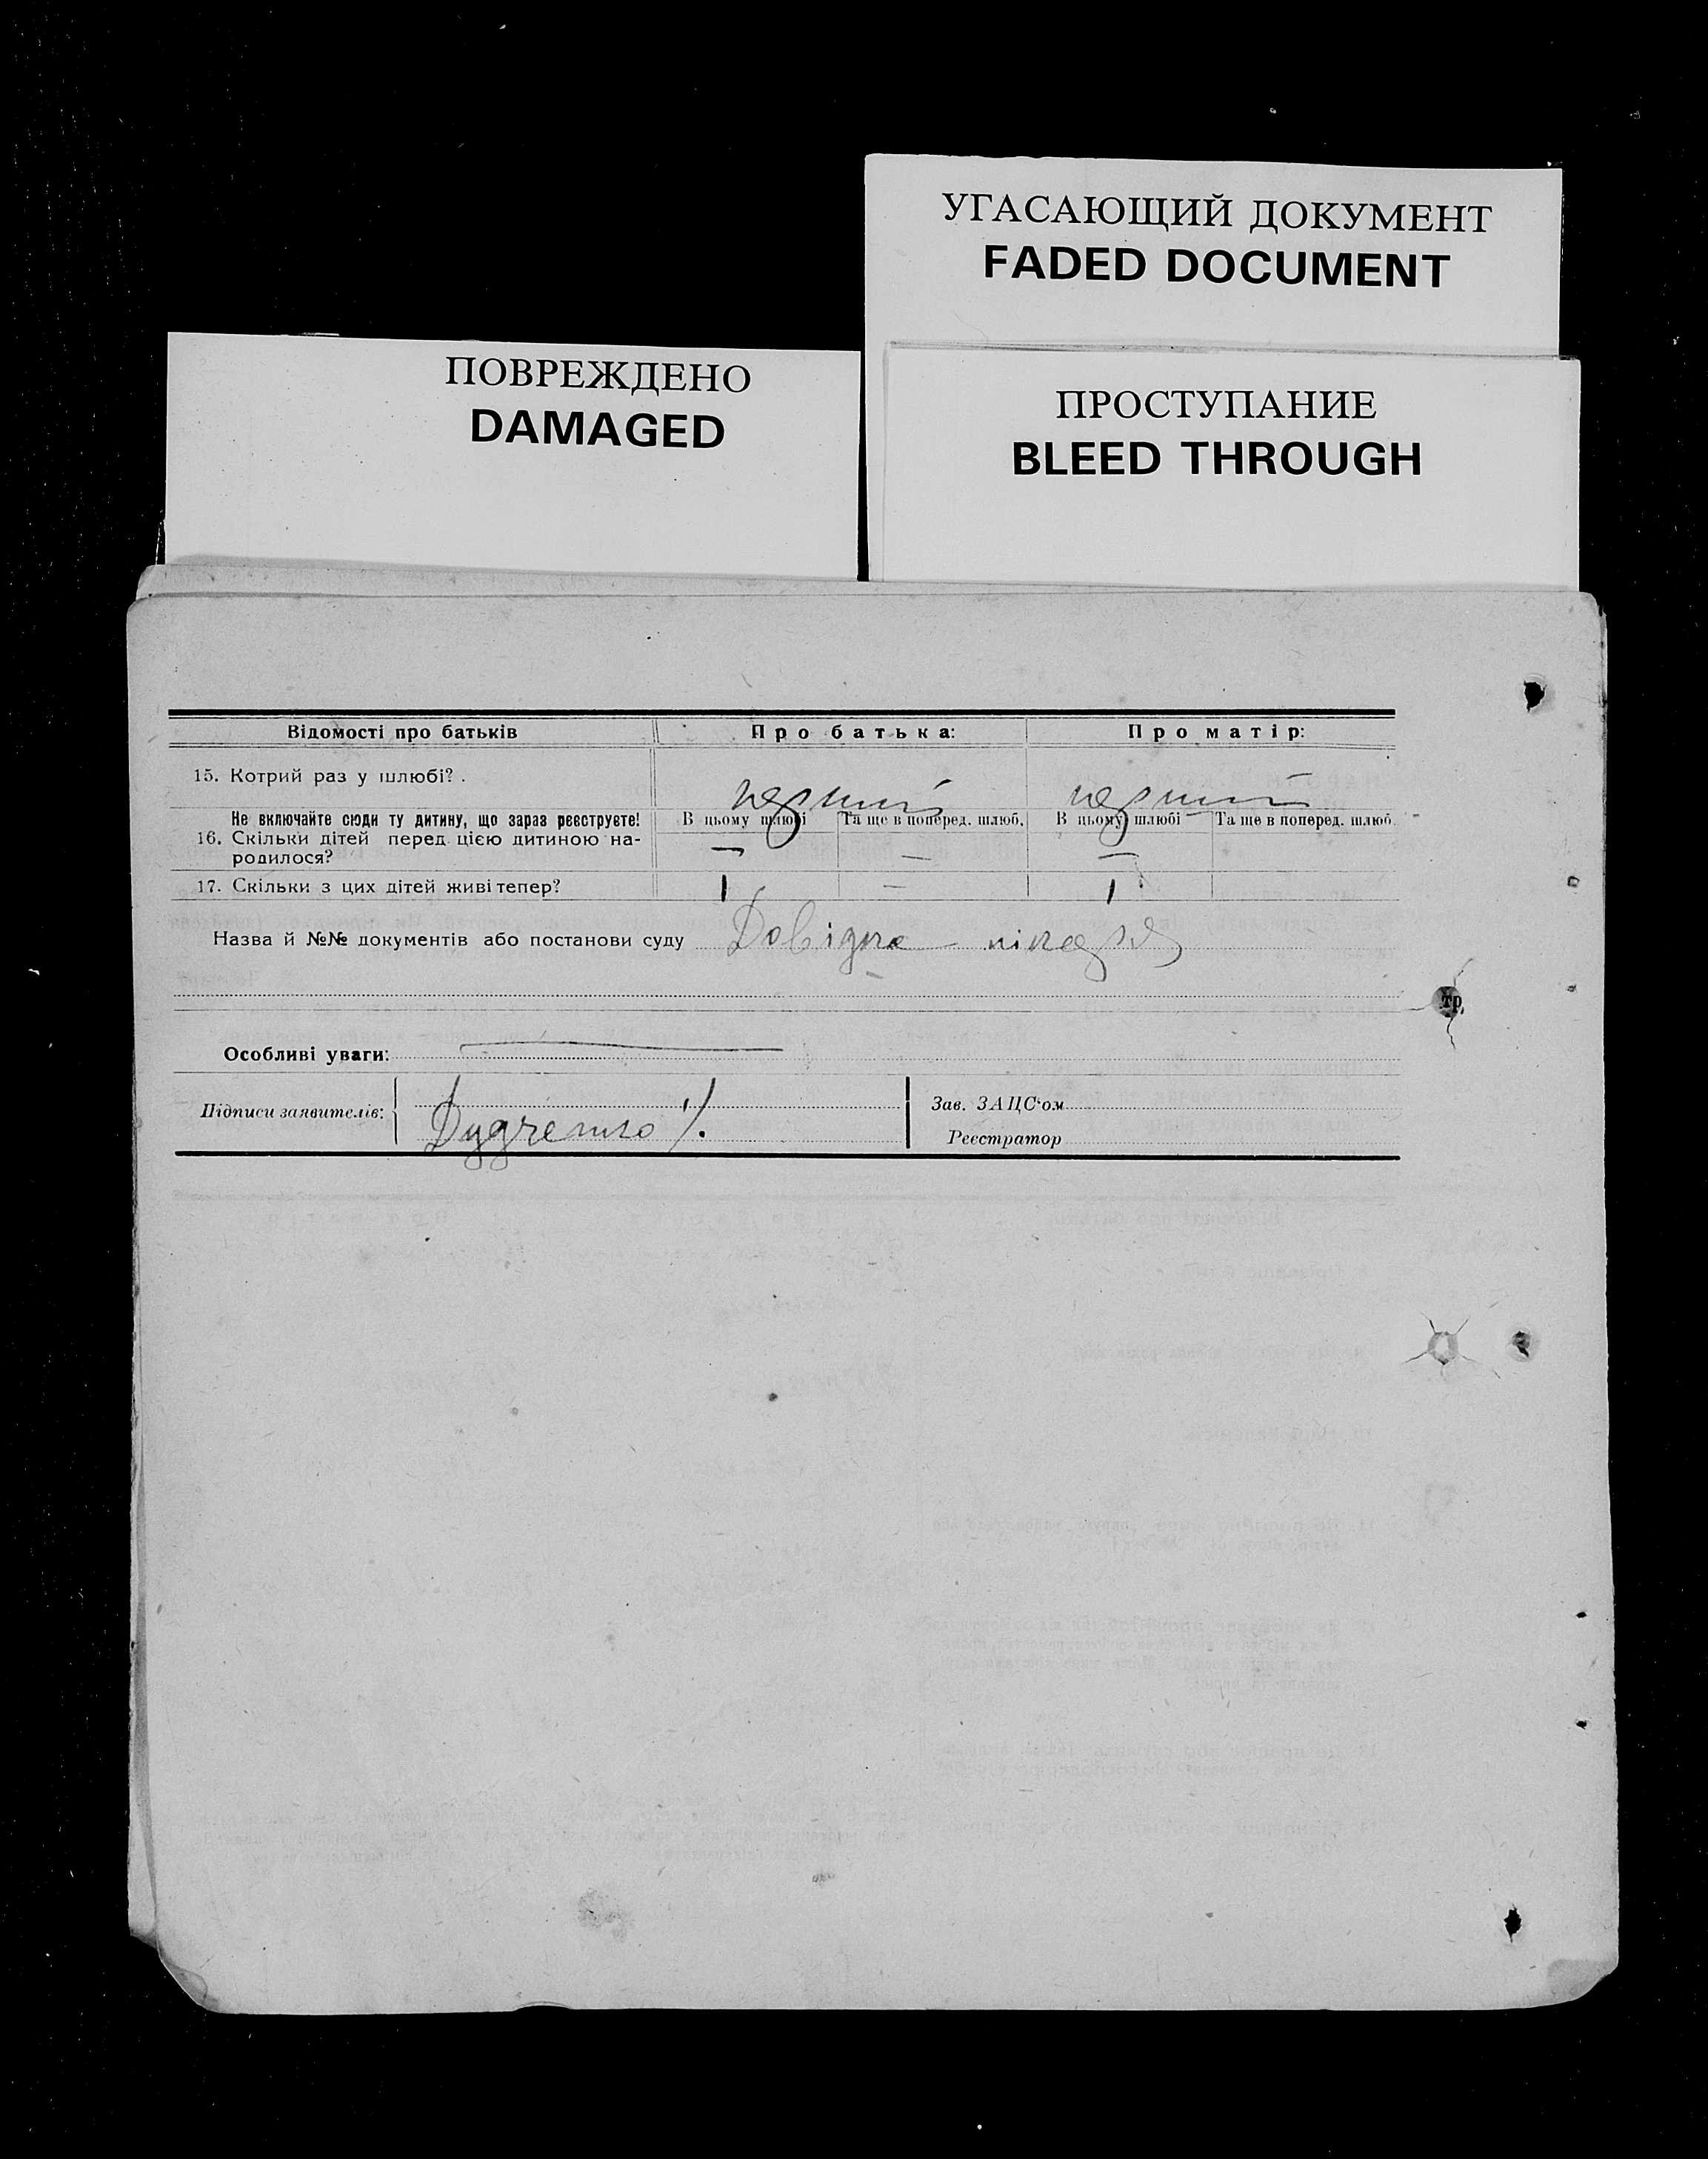 УГАСАЮЩИЙ ДОКУМЕНТ
FADED DOCUMENT
ПОВРЕЖДЕНО
DAMAGED
ПРОСТУПАНИЕ
BLEED THROUGH
Відомості про батьків Про батька: Про матір:
15. Котрий раз у шлюбі? . перший перший
Не включайте сюди ту дитину, що зараз реєструєте! В цьому шлюбі Та ще в поперед. шлюб. В цьому шлюбі Та ще в поперед. шлюб.
16. Скільки дітей перед цією дитиною на-
родилося? — — —
17. Скільки з цих дітей живі тепер? 1 — 1
Назва й №№ документів або постанови суду Довідка —
тр.
Особливі уваги:
Підписи заявителів:
Зав. ЗАЦС'ом
Реєстратор